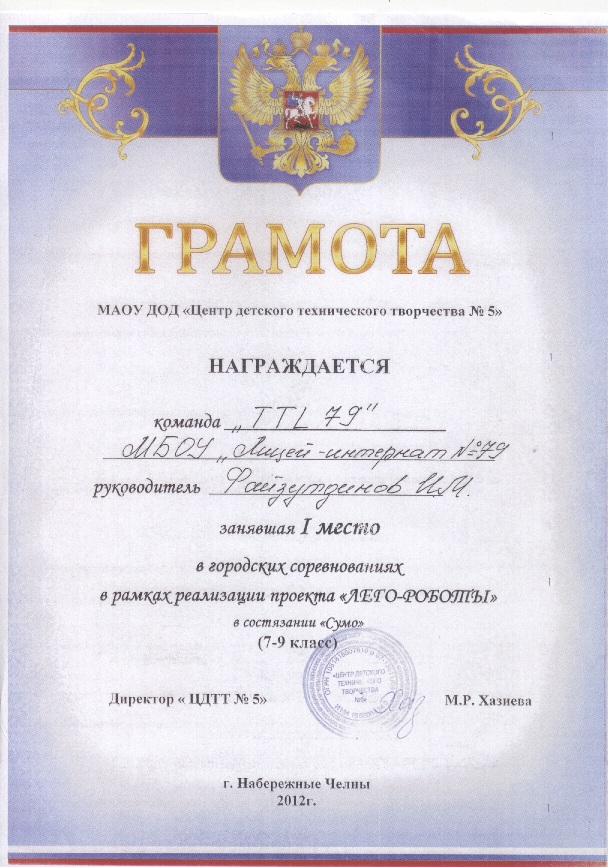 ГРАМОТА
МАОУ ДОД «Центр детского технического творчества № 5»
НАГРАЖДАЕТСЯ
команда „TTL 79"
МБОУ „Лицей-интернат №79
руководитель Файзутдинов И.М.
занявшая I место
в городских соревнованиях
в рамках реализации проекта «ЛЕГО-РОБОТЫ»
в состязании «Сумо»
(7-9 класс)
«ЦЕНТР ДЕТСКОГО
ТЕХНИЧЕСКОГО
ТВОРЧЕСТВА
№5»
Директор « ЦДТТ № 5»
М.Р. Хазиева
г. Набережные Челны
2012г.